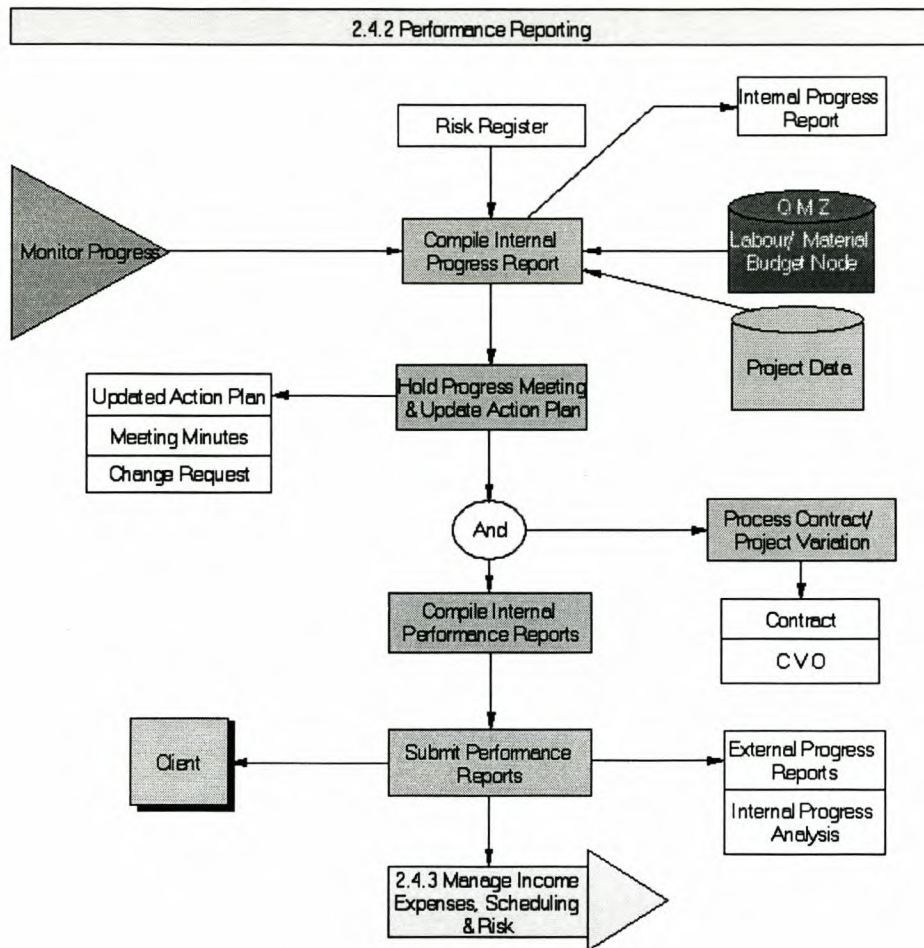 2.4.2 Performance Reporting
Internal Progress
Report
Risk Register
Monitor Progress
Compile Internal
Progress Report
OMZ
Labour/ Material
Budget Node
Project Data
Hold Progress Meeting
& Update Action Plan
Updated Action Plan
Meeting Minutes
Change Request
And
Process Contract/
Project Variation
Contract
CVO
Compile Internal
Performance Reports
Client
Submit Performance
Reports
External Progress
Reports
Internal Progress
Analysis
2.4.3 Manage Income
Expenses, Scheduling
& Risk